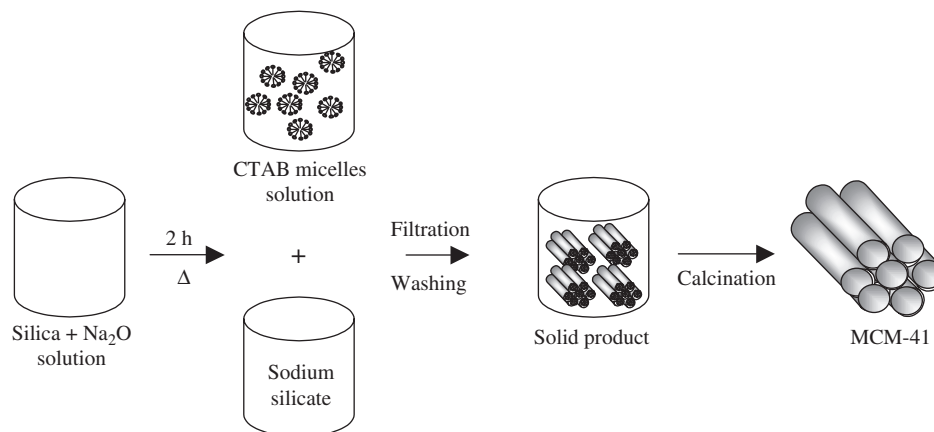 CTAB micelles
solution
Silica + Na₂O
solution
2 h
Δ
+
Sodium
silicate
Filtration
Washing
Solid product
Calcination
MCM-41